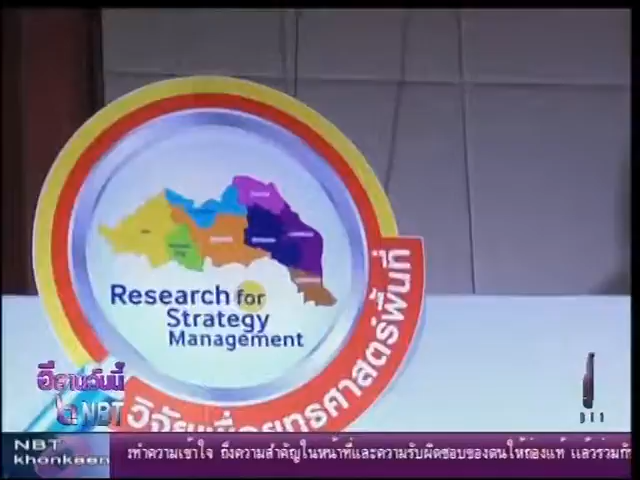 Research for
Strategy
Management
วิจัยเพื่อยุทธศาสตร์พื้นที่
อีสานวันนี้
NBT
NBT
khonkaen
รทำความเข้าใจ ถึงความสำคัญในหน้าที่และความรับผิดชอบของตนให้ถ่องแท้ แล้วร่วมกั